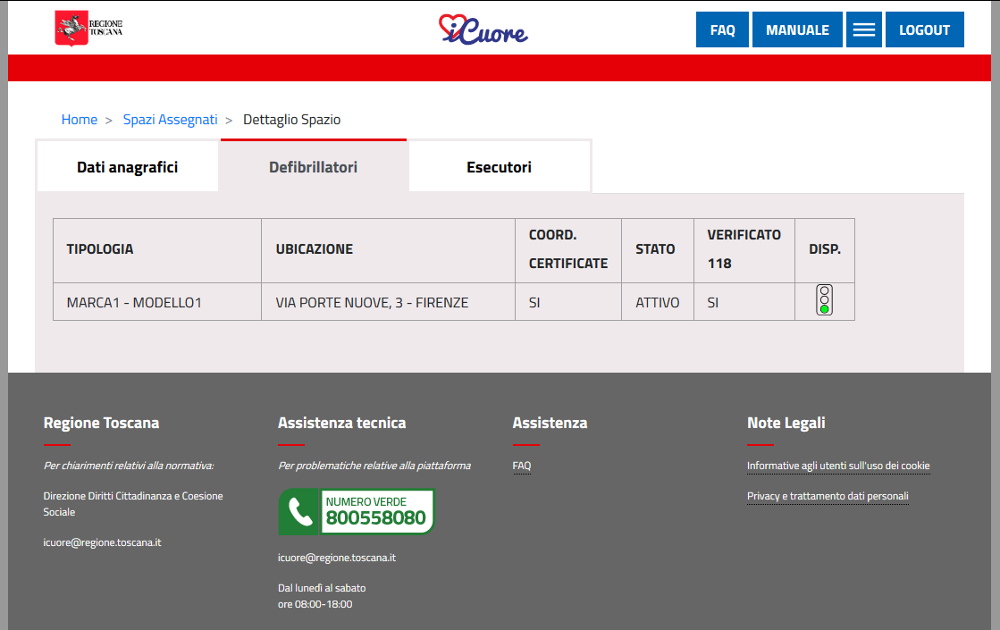 REGIONE
TOSCANA
iCuore
FAQ
MANUALE
LOGOUT
Home > Spazi Assegnati > Dettaglio Spazio
Dati anagrafici
Defibrillatori
Esecutori
TIPOLOGIA
UBICAZIONE
COORD.
CERTIFICATE
STATO
VERIFICATO
118
DISP.
MARCA1 - MODELLO1
VIA PORTE NUOVE, 3 - FIRENZE
SI
ATTIVO
SI
Regione Toscana
Per chiarimenti relativi alla normativa:
Direzione Diritti Cittadinanza e Coesione
Sociale
icuore@regione.toscana.it
Assistenza tecnica
Per problematiche relative alla piattaforma
NUMERO VERDE
800558080
icuore@regione.toscana.it
Dal lunedì al sabato
ore 08:00-18:00
Assistenza
FAQ
Note Legali
Informative agli utenti sull'uso dei cookie
Privacy e trattamento dati personali